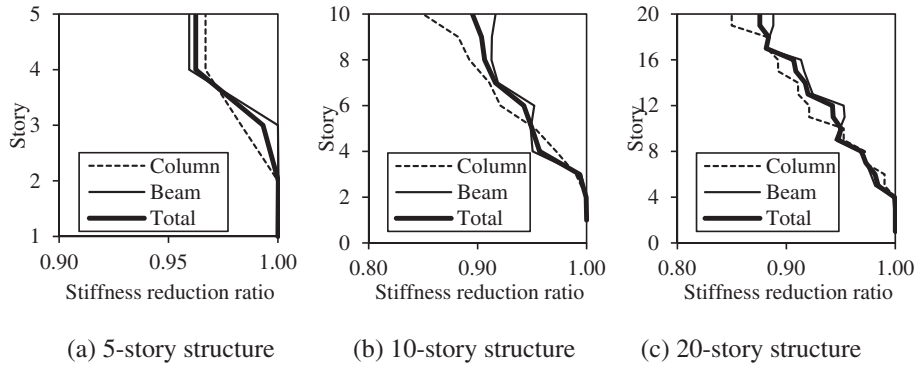 5
4
3
2
1
Story
Column
Beam
Total
0.90
0.95
1.00
Stiffness reduction ratio
(a) 5-story structure
10
8
6
4
2
0
Story
Column
Beam
Total
0.80
0.90
1.00
Stiffness reduction ratio
(b) 10-story structure
20
16
12
8
4
0
Story
Column
Beam
Total
0.80
0.90
1.00
Stiffness reduction ratio
(c) 20-story structure